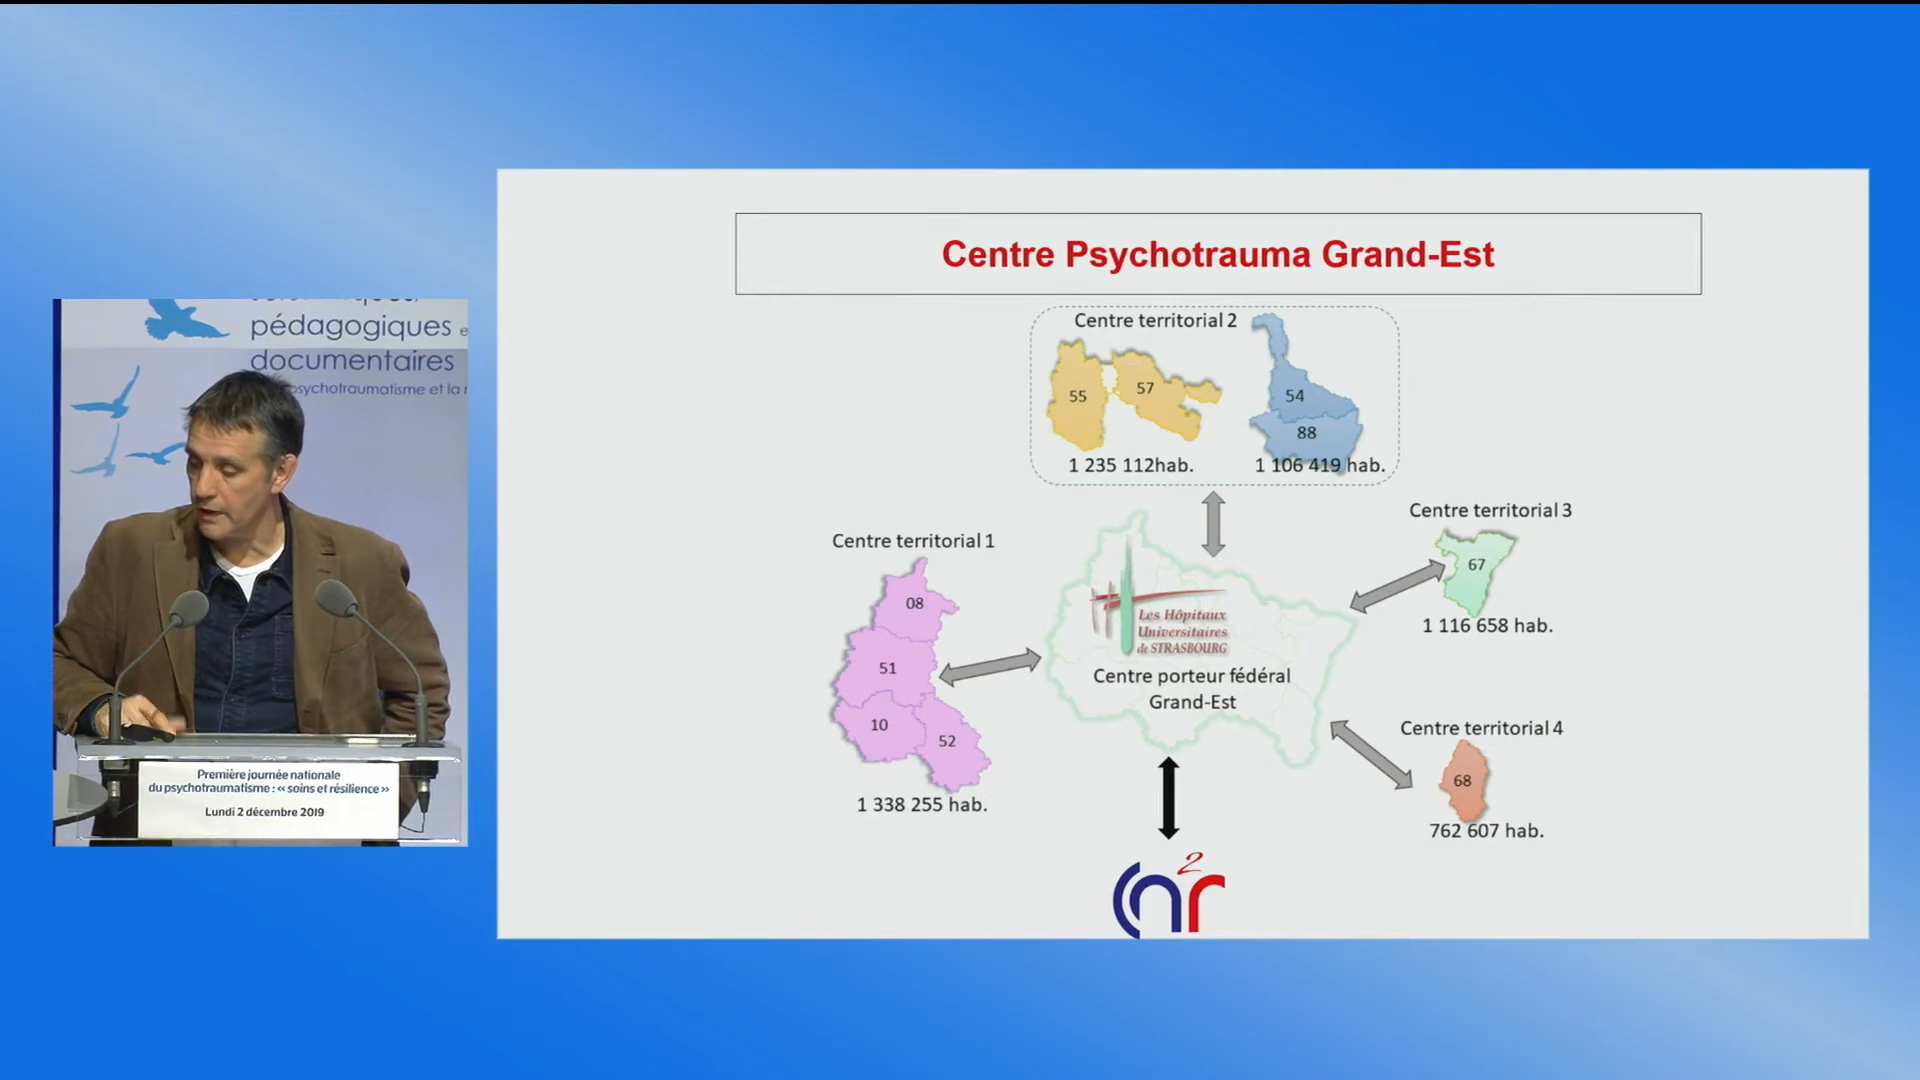 pédagogiques
documentaires
psychotraumatisme et la
Première journée nationale
du psychotraumatisme : « soins et résilience »
Lundi 2 décembre 2019
Centre Psychotrauma Grand-Est
Centre territorial 2
55
57
54
88
1 235 112hab.
1 106 419 hab.
Centre territorial 1
08
51
10
52
1 338 255 hab.
Les Hôpitaux
Universitaires
de STRASBOURG
Centre porteur fédéral
Grand-Est
Centre territorial 3
67
1 116 658 hab.
Centre territorial 4
68
762 607 hab.
cn2r